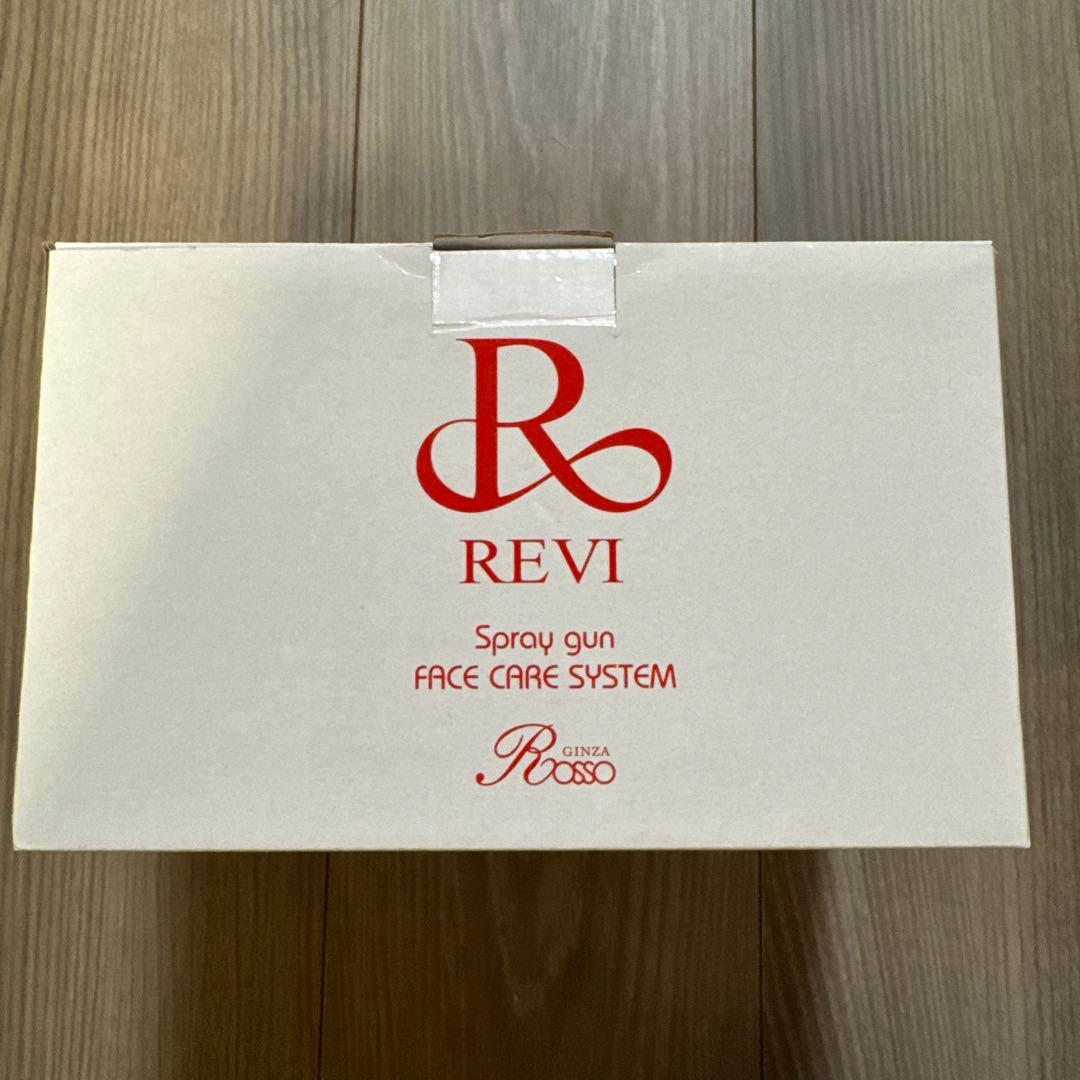 R
REVI
Spray gun
FACE CARE SYSTEM
GINZA
Rosso